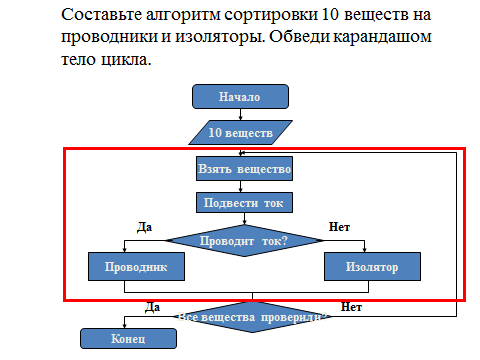 Составьте алгоритм сортировки 10 веществ на
проводники и изоляторы. Обведи карандашом
тело цикла.
Начало
10 веществ
Взять вещество
Подвести ток
Да
Нет
Проводит ток?
Проводник
Изолятор
Да
Нет
Все вещества проверили?
Конец